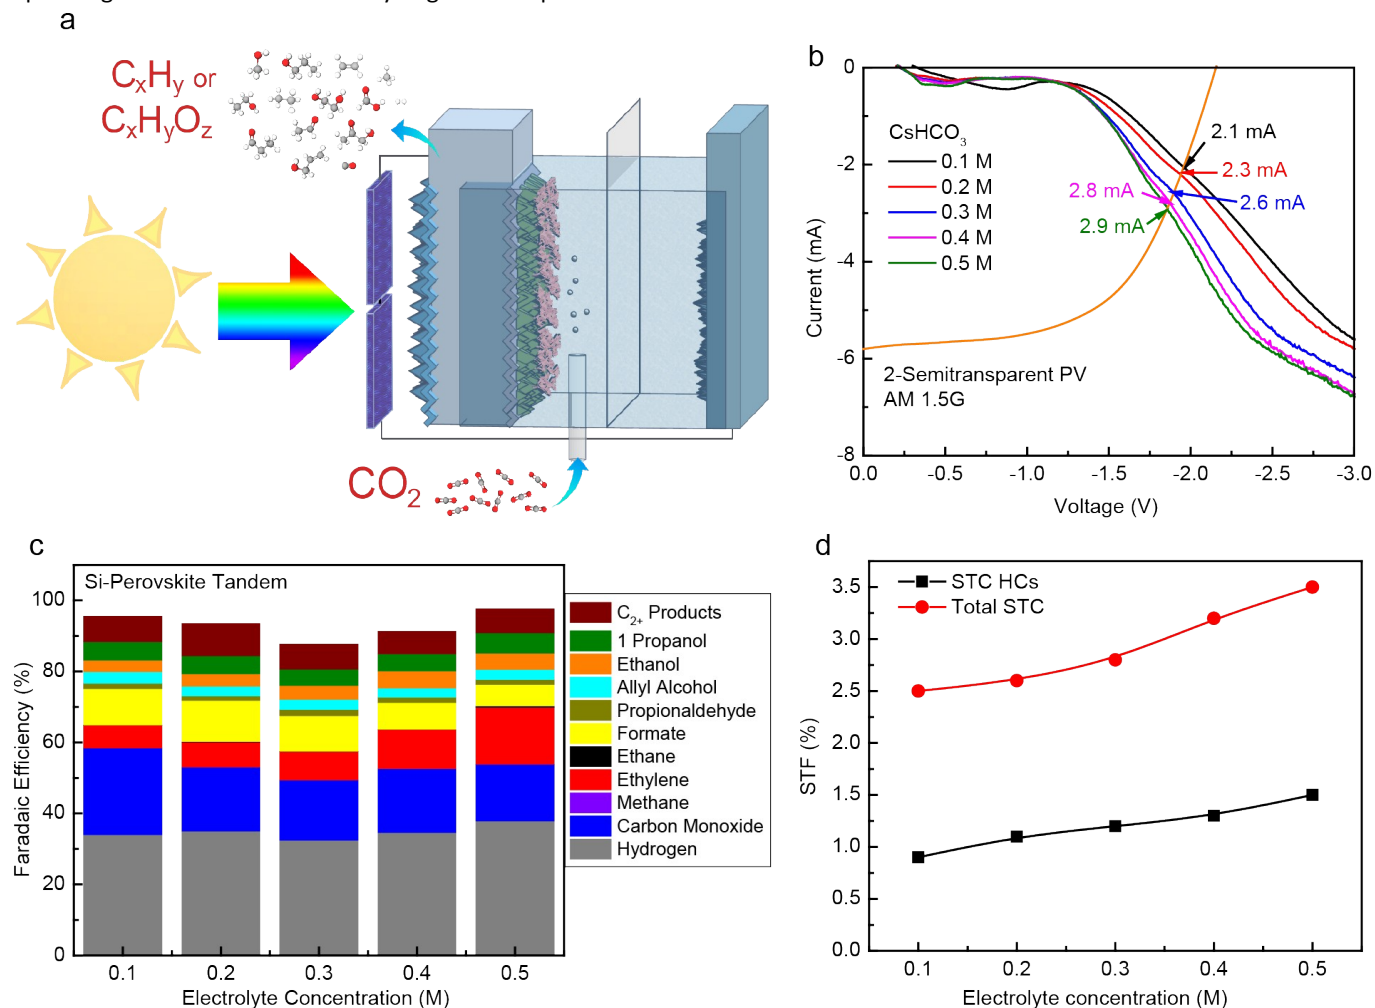 a
CxHy or
CxHyOz
CO2
b
0
-2
-4
-6
-8
Current (mA)
CsHCO3
0.1 M
0.2 M
0.3 M
0.4 M
0.5 M
2.1 mA
2.3 mA
2.6 mA
2.8 mA
2.9 mA
2-Semitransparent PV
AM 1.5G
0.0 -0.5 -1.0 -1.5 -2.0 -2.5 -3.0
Voltage (V)
c
Si-Perovskite Tandem
100
80
60
40
20
0
Faradaic Efficiency (%)
0.1 0.2 0.3 0.4 0.5
Electrolyte Concentration (M)
C2+ Products
1 Propanol
Ethanol
Allyl Alcohol
Propionaldehyde
Formate
Ethane
Ethylene
Methane
Carbon Monoxide
Hydrogen
d
STC HCs
Total STC
3.5
3.0
2.5
2.0
1.5
1.0
0.5
0.0
STF (%)
0.1 0.2 0.3 0.4 0.5
Electrolyte concentration (M)